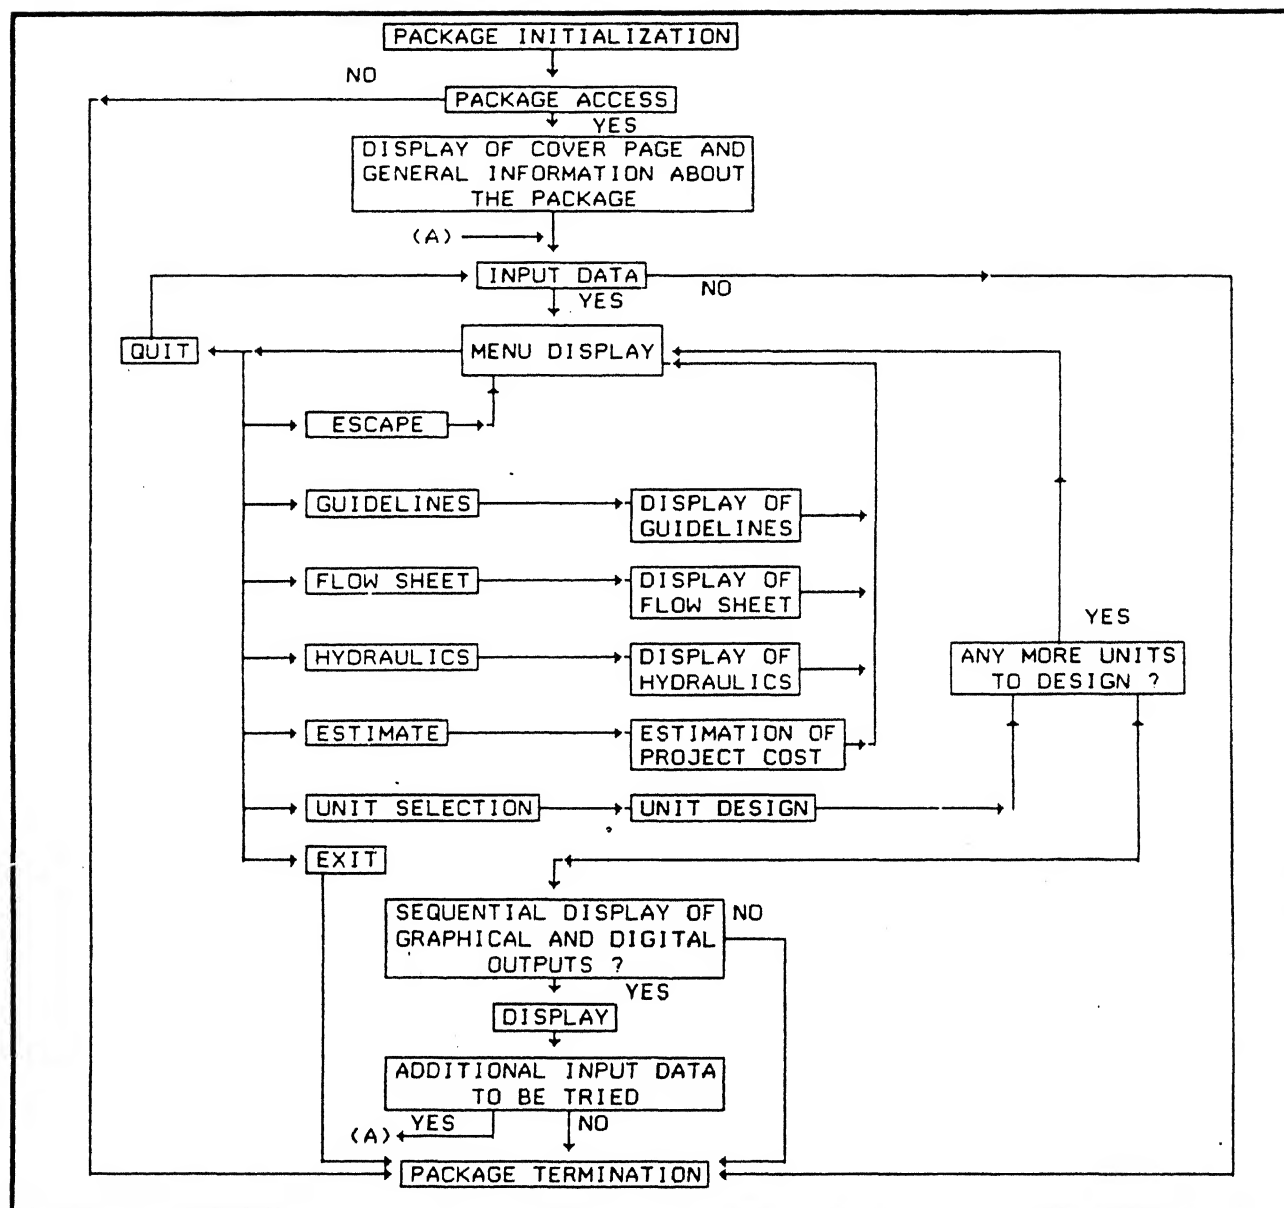 PACKAGE INITIALIZATION
NO
PACKAGE ACCESS
YES
DISPLAY OF COVER PAGE AND
GENERAL INFORMATION ABOUT
THE PACKAGE
(A)
INPUT DATA
NO
YES
QUIT
MENU DISPLAY
ESCAPE
GUIDELINES
DISPLAY OF
GUIDELINES
FLOW SHEET
DISPLAY OF
FLOW SHEET
YES
HYDRAULICS
DISPLAY OF
HYDRAULICS
ANY MORE UNITS
TO DESIGN ?
ESTIMATE
ESTIMATION OF
PROJECT COST
UNIT SELECTION
UNIT DESIGN
EXIT
SEQUENTIAL DISPLAY OF
GRAPHICAL AND DIGITAL
OUTPUTS ?
NO
YES
DISPLAY
ADDITIONAL INPUT DATA
TO BE TRIED
(A)
YES
NO
PACKAGE TERMINATION